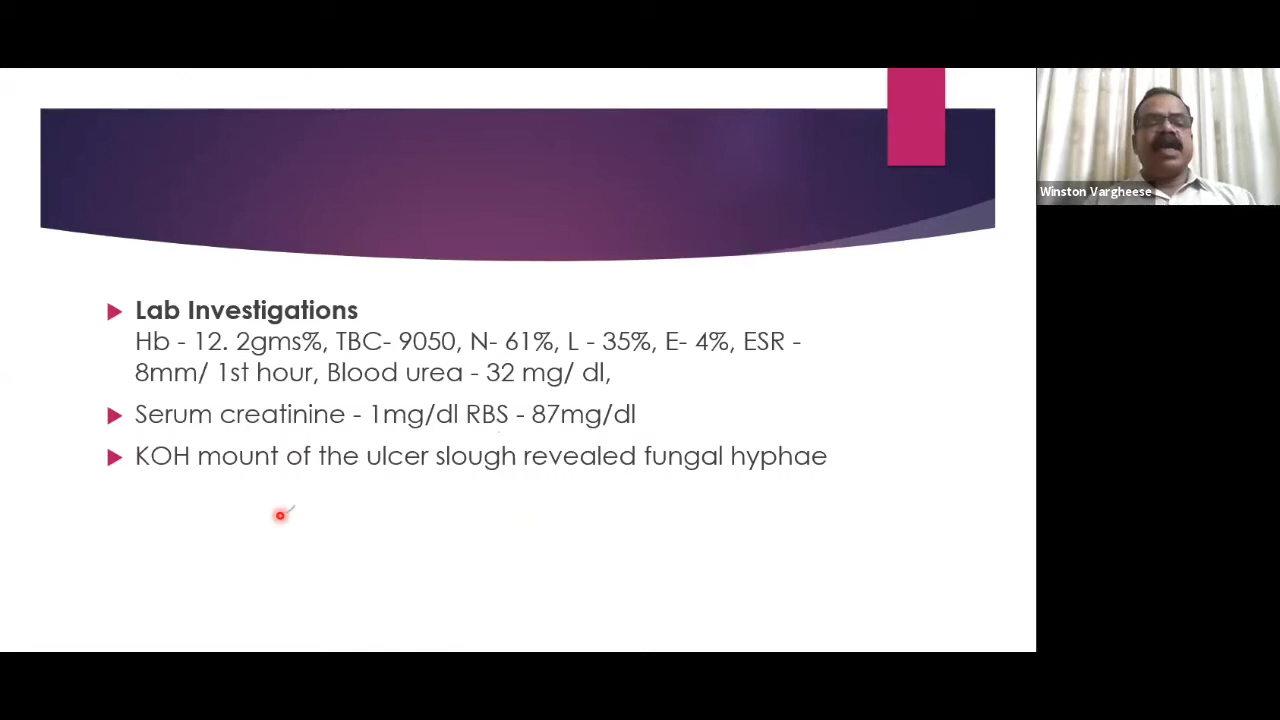 Lab Investigations
Hb - 12. 2gms%, TBC- 9050, N- 61%, L - 35%, E- 4%, ESR -
8mm/ 1st hour, Blood urea - 32 mg/ dl,
Serum creatinine - 1mg/dl RBS - 87mg/dl
KOH mount of the ulcer slough revealed fungal hyphae
Winston Vargheese